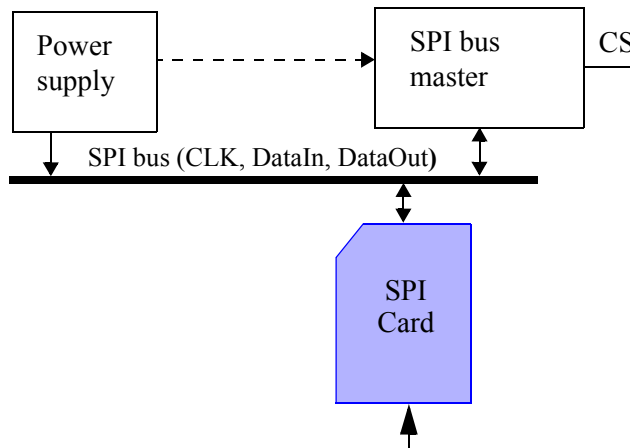 Power
supply
SPI bus
master
CS
SPI bus (CLK, DataIn, DataOut)
SPI
Card